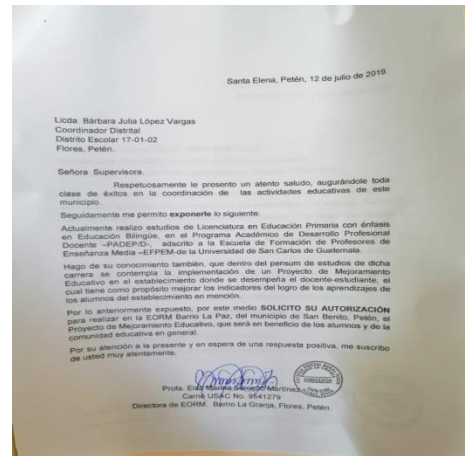 Santa Elena, Petén, 12 de julio de 2019.
Licda. Bárbara Julia López Vargas
Coordinador Distrital
Distrito Escolar 17-01-02
Flores, Petén.
Señora Supervisora.
Respetuosamente le presento un atento saludo, augurándole toda
clase de éxitos en la coordinación de las actividades educativas de este
municipio.
Seguidamente me permito exponerle lo siguiente:
Actualmente realizo estudios de Licenciatura en Educación Primaria con énfasis
en Educación Bilingüe, en el Programa Académico de Desarrollo Profesional
Docente –PADEP/D-, adscrito a la Escuela de Formación de Profesores de
Enseñanza Media –EFPEM-de la Universidad de San Carlos de Guatemala.
Hago de su conocimiento también, que dentro del pensum de estudios de dicha
carrera se contempla la implementación de un Proyecto de Mejoramiento
Educativo en el establecimiento donde se desempeña el docente-estudiante, el
cual tiene como propósito mejorar los indicadores del logro de los aprendizajes de
los alumnos del establecimiento en mención.
Por lo anteriormente expuesto, por este medio SOLICITO SU AUTORIZACIÓN
para realizar en la EORM Barrio La Paz, del municipio de San Benito, Petén, el
Proyecto de Mejoramiento Educativo, que será en beneficio de los alumnos y de la
comunidad educativa en general.
Por su atención a la presente y en espera de una respuesta positiva, me suscribo
de usted muy atentamente,
Profa. Martínez
Carné USAC No. 9541279
Directora de EORM. Barrio La Granja, Flores, Petén.